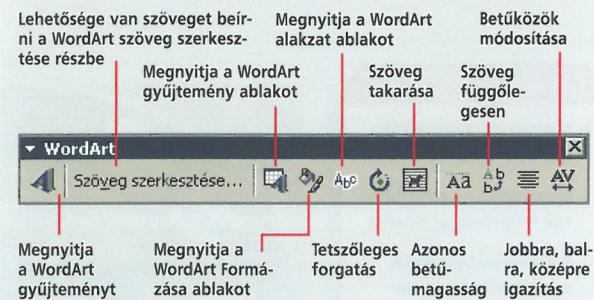 Lehetősége van szöveget beír-
ni a WordArt szöveg szerkesz-
tése részbe
Megnyitja a WordArt
gyűjtemény ablakot
Megnyitja a WordArt
alakzat ablakot
Szöveg
takarása
Szöveg
függőle-
gesen
Betűközök
módosítása
WordArt
Szöveg szerkesztése...
Abc
Aa
Ab
b
AV
Megnyitja
a WordArt
gyűjteményt
Megnyitja a
WordArt Formá-
zása ablakot
Tetszőleges
forgatás
Azonos
betű-
magasság
Jobbra, bal-
ra, középre
igazítás